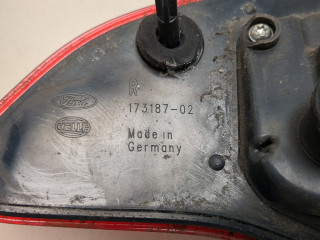 R
Ford
173187-02
HELLA
Made in
Germany